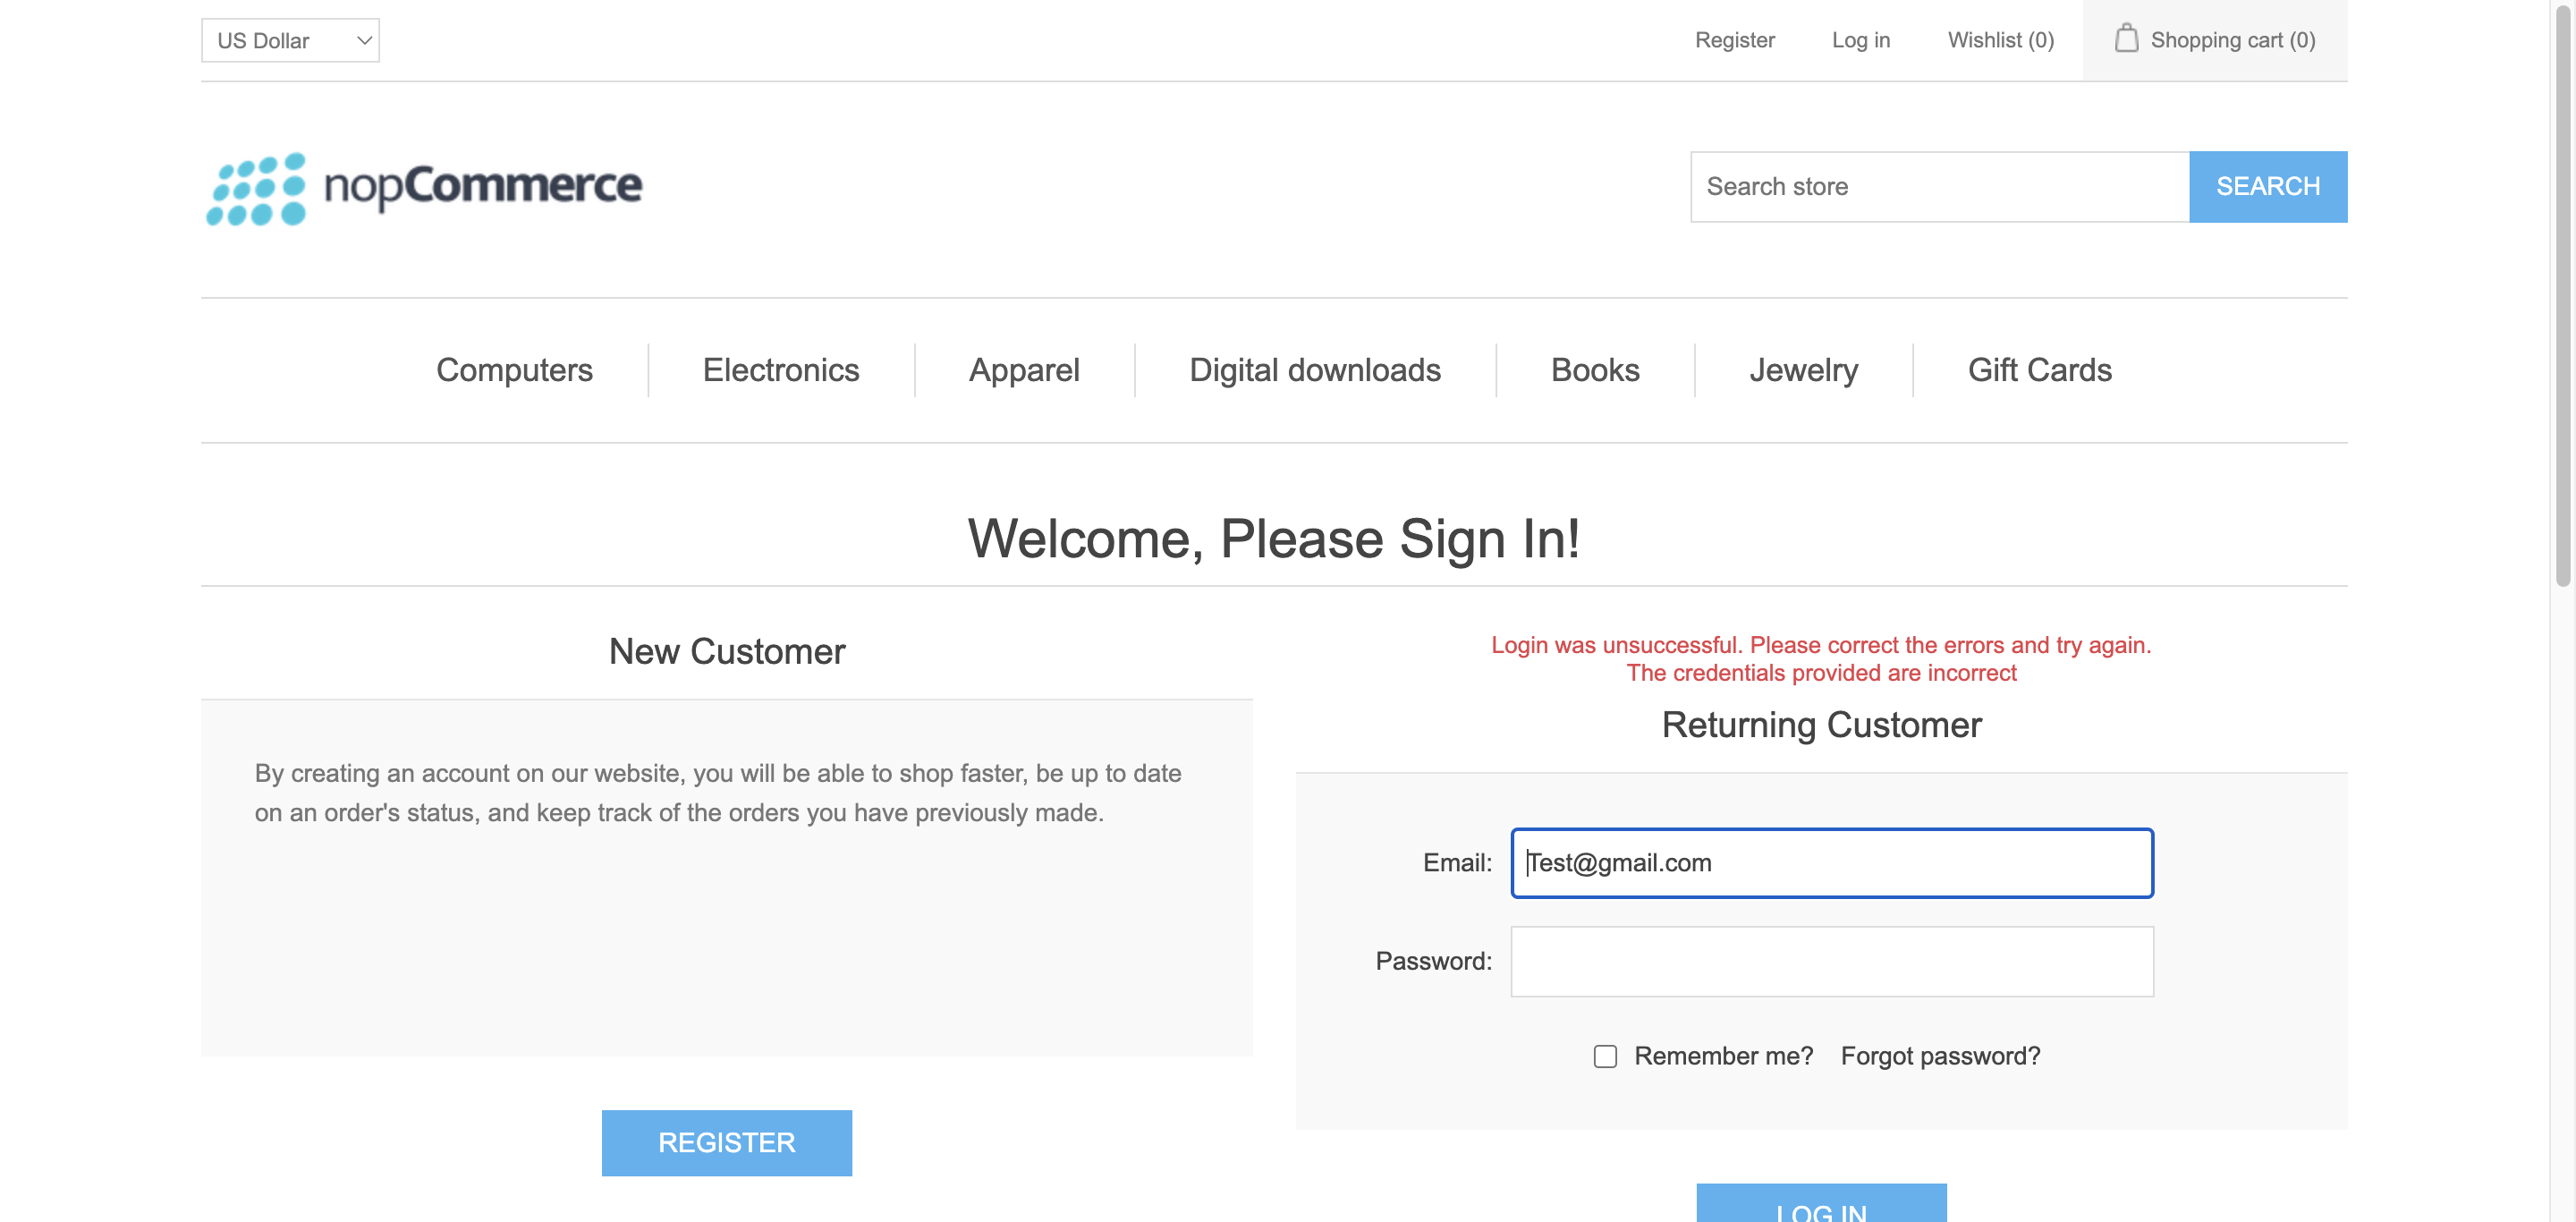 US Dollar
Register
Log in
Wishlist (0)
Shopping cart (0)
nopCommerce
Search store
SEARCH
Computers
Electronics
Apparel
Digital downloads
Books
Jewelry
Gift Cards
Welcome, Please Sign In!
New Customer
By creating an account on our website, you will be able to shop faster, be up to date
on an order's status, and keep track of the orders you have previously made.
REGISTER
Login was unsuccessful. Please correct the errors and try again.
The credentials provided are incorrect
Returning Customer
Email:
Test@gmail.com
Password:
Remember me?
Forgot password?
LOG IN